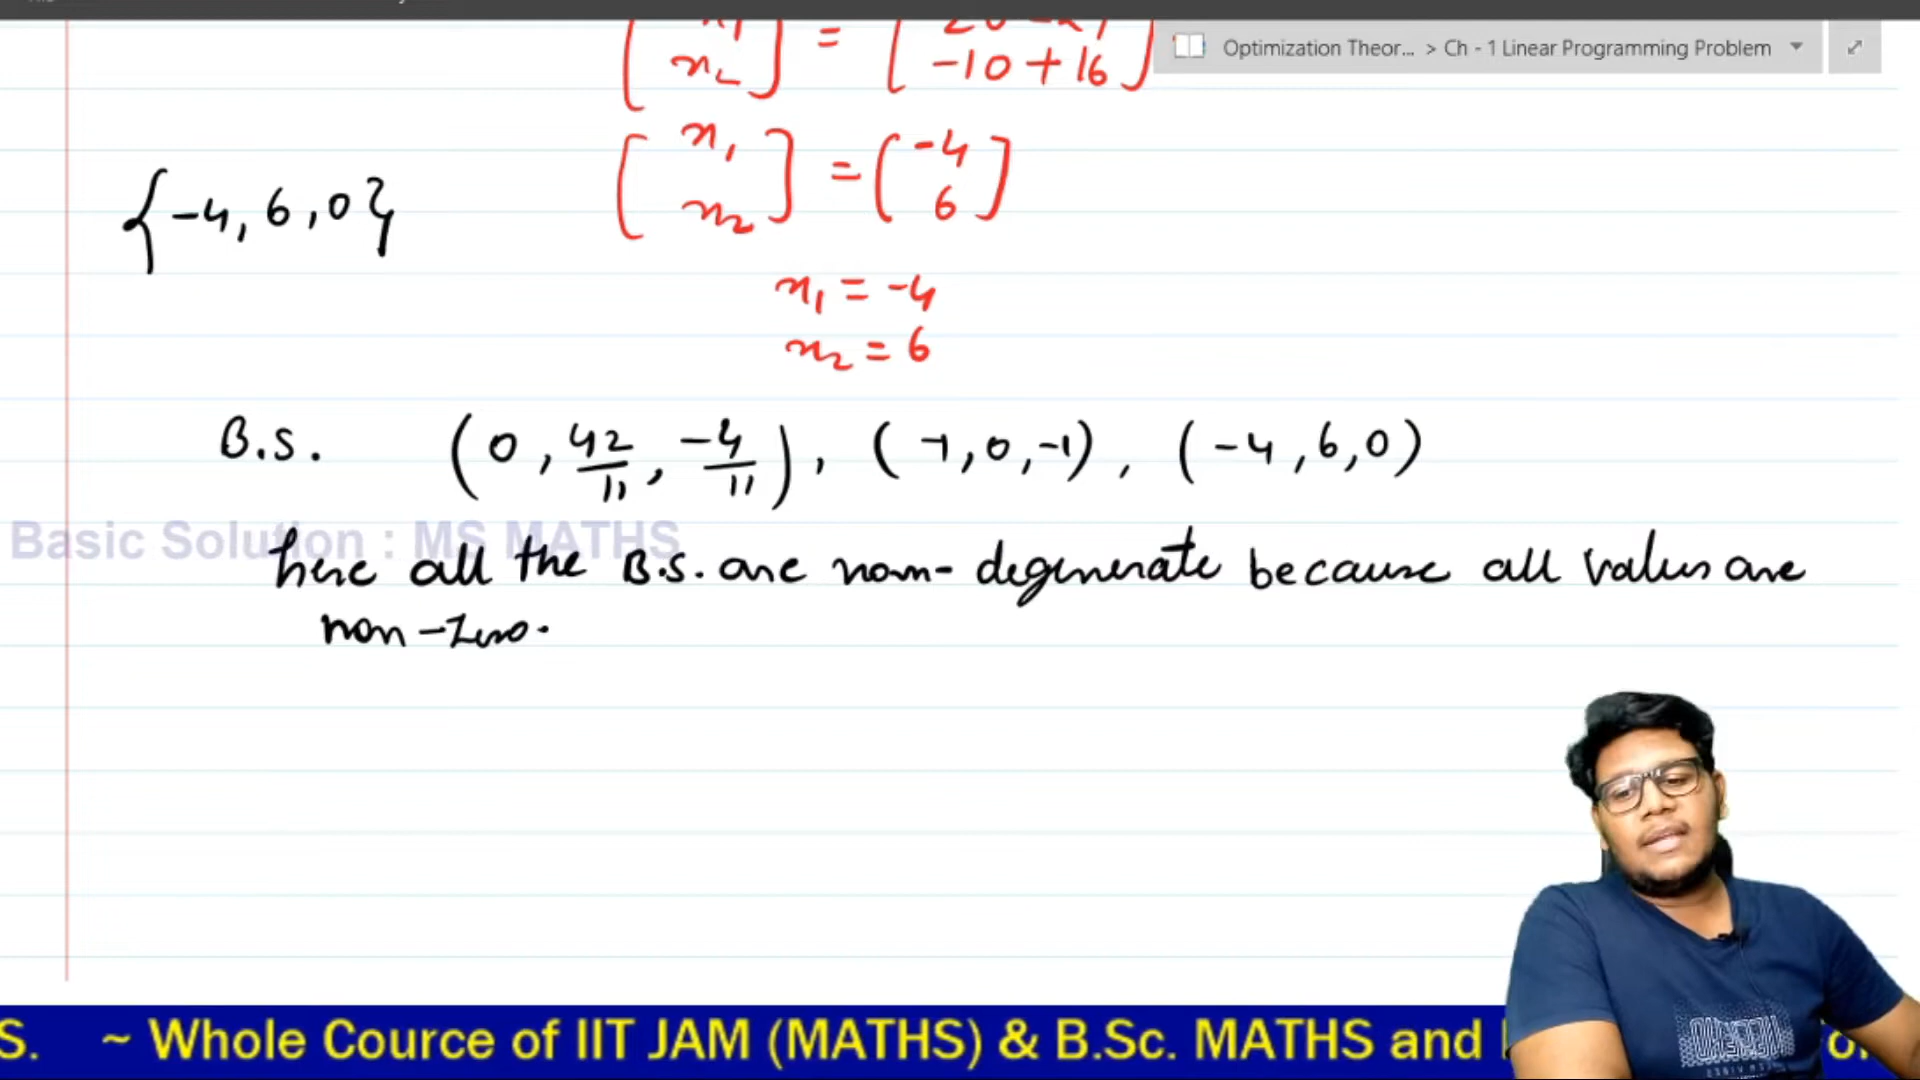 Optimization Theor... > Ch - 1 Linear Programming Problem
[x₂] = [-10+16]
[x₁ x₂] = [-4 6]
{-4, 6, 0}
x₁ = -4
x₂ = 6
B.S. (0, 42/11, -4/11), (7, 0, -1), (-4, 6, 0)
Basic Solution : MS MATHS
here all the B.S. are non-degenerate because all values are
non-zero.
S. ~ Whole Cource of IIT JAM (MATHS) & B.Sc. MATHS and